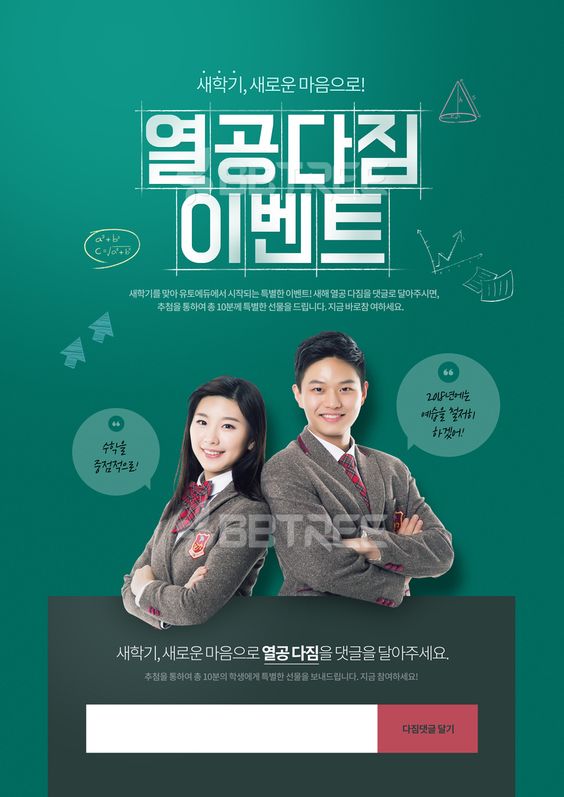 새학기, 새로운 마음으로!
열공다짐
이벤트
a²+b²
새학기를 맞아 유토에듀에서 시작되는 특별한 이벤트! 새해 열공 다짐을 댓글로 달아주시면,
추첨을 통하여 총 10분께 특별한 선물을 드립니다. 지금 바로참 여하세요.
2018년에는
예습을 철저히
하겠어!
수학을
중점적으로!
BBTREE
새학기, 새로운 마음으로 열공 다짐을 댓글을 달아주세요.
추첨을 통하여 총 10분의 학생에게 특별한 선물을 보내드립니다. 지금 참여하세요!
다짐댓글 달기